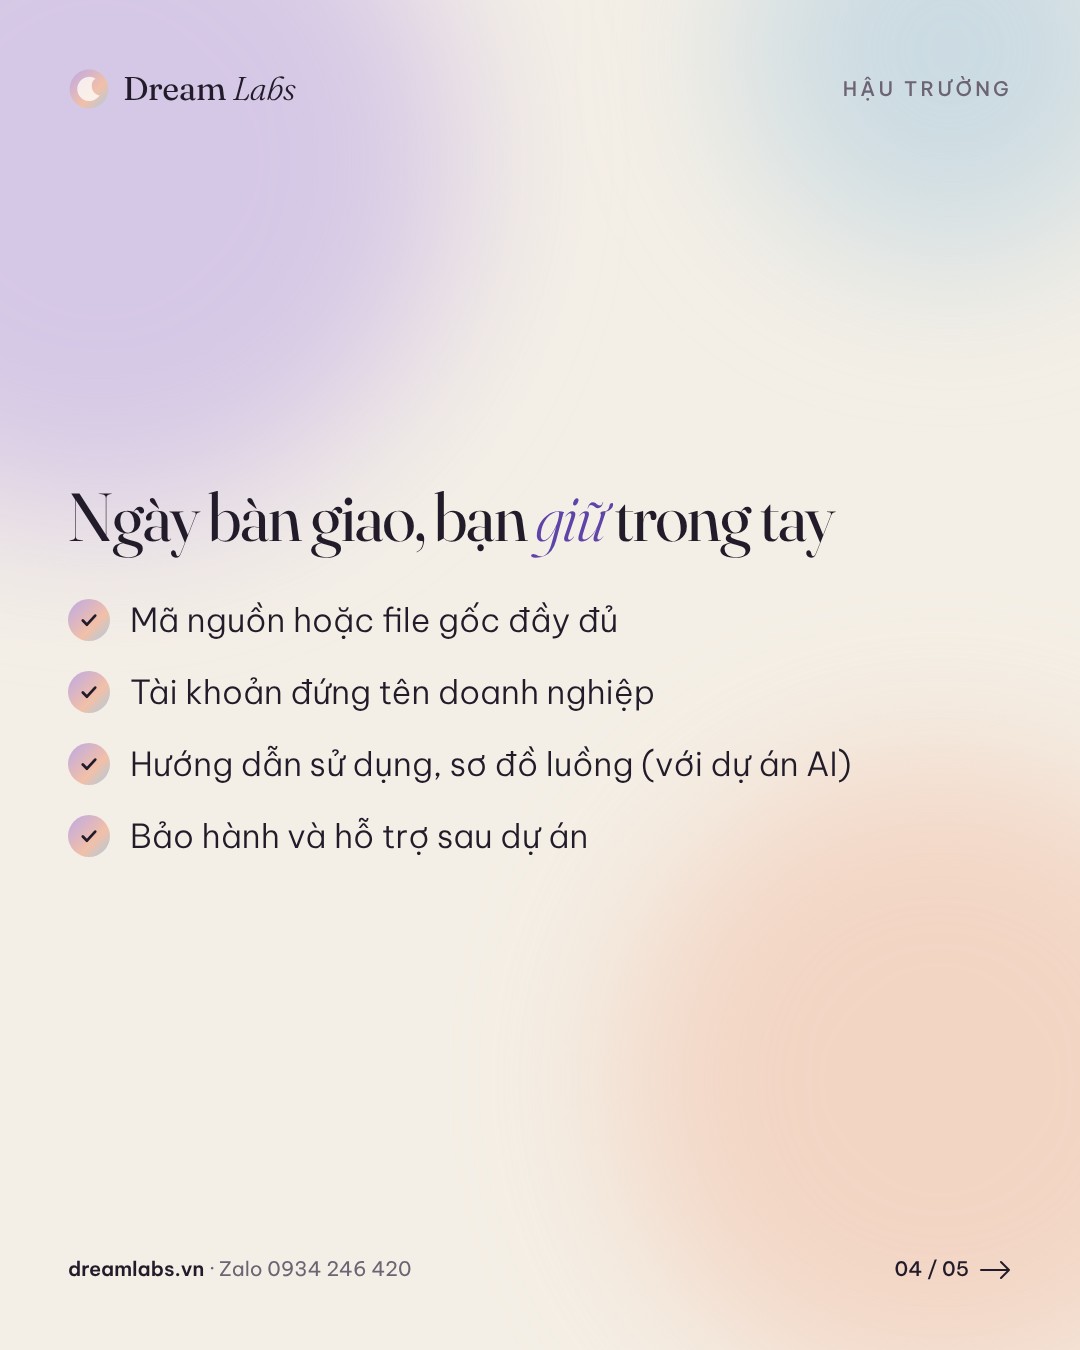 Dream Labs
HẬU TRƯỜNG
Ngày bàn giao, bạn giữ trong tay
Mã nguồn hoặc file gốc đầy đủ
Tài khoản đứng tên doanh nghiệp
Hướng dẫn sử dụng, sơ đồ luồng (với dự án AI)
Bảo hành và hỗ trợ sau dự án
dreamlabs.vn · Zalo 0934 246 420
04 / 05 →